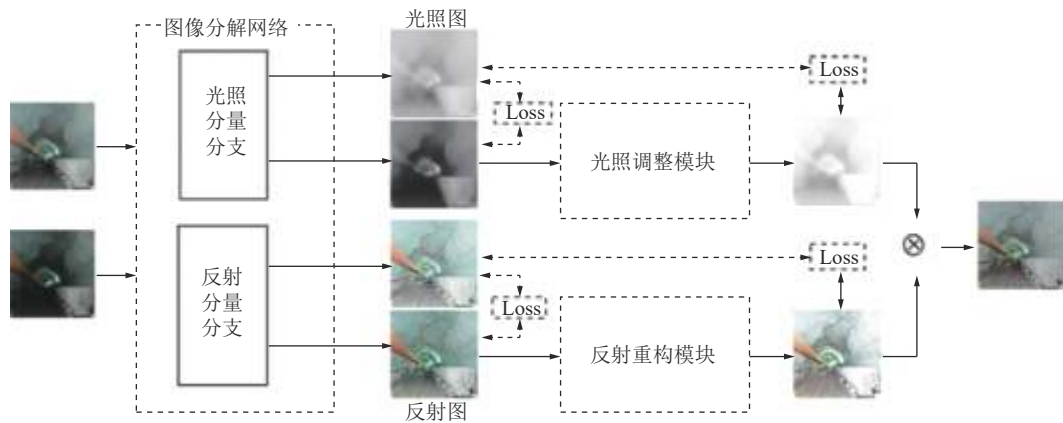 图像分解网络
光照图
光照
分量
分支
Loss
Loss
光照调整模块
反射
分量
分支
Loss
Loss
反射重构模块
反射图